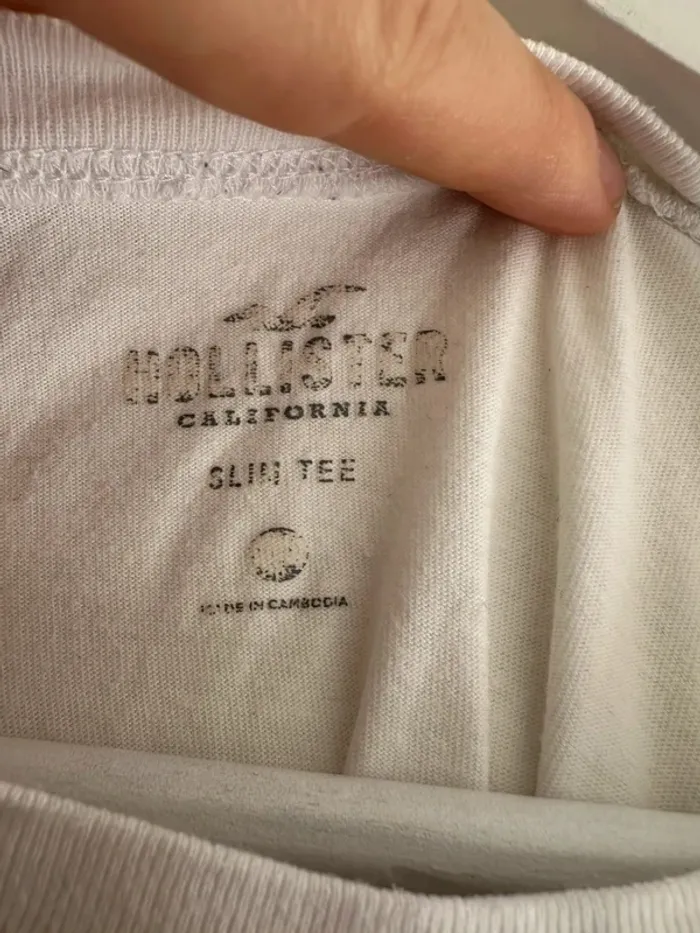 HOLLISTER
CALIFORNIA
SLIM TEE
MADE IN CAMBODIA